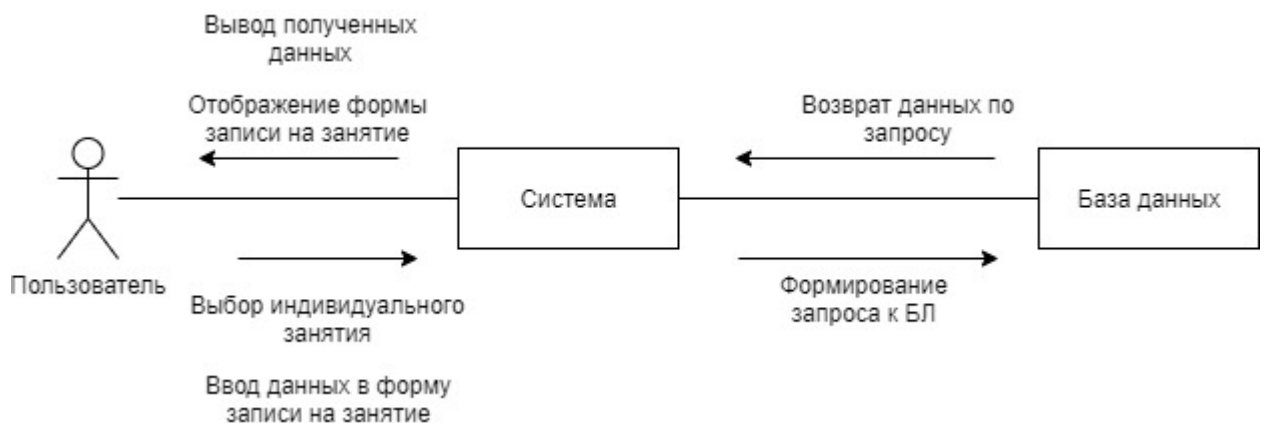 Вывод полученных
данных
Отображение формы
записи на занятие
Возврат данных по
запросу
Система
База данных
Пользователь
Выбор индивидуального
занятия
Формирование
запроса к БЛ
Ввод данных в форму
записи на занятие